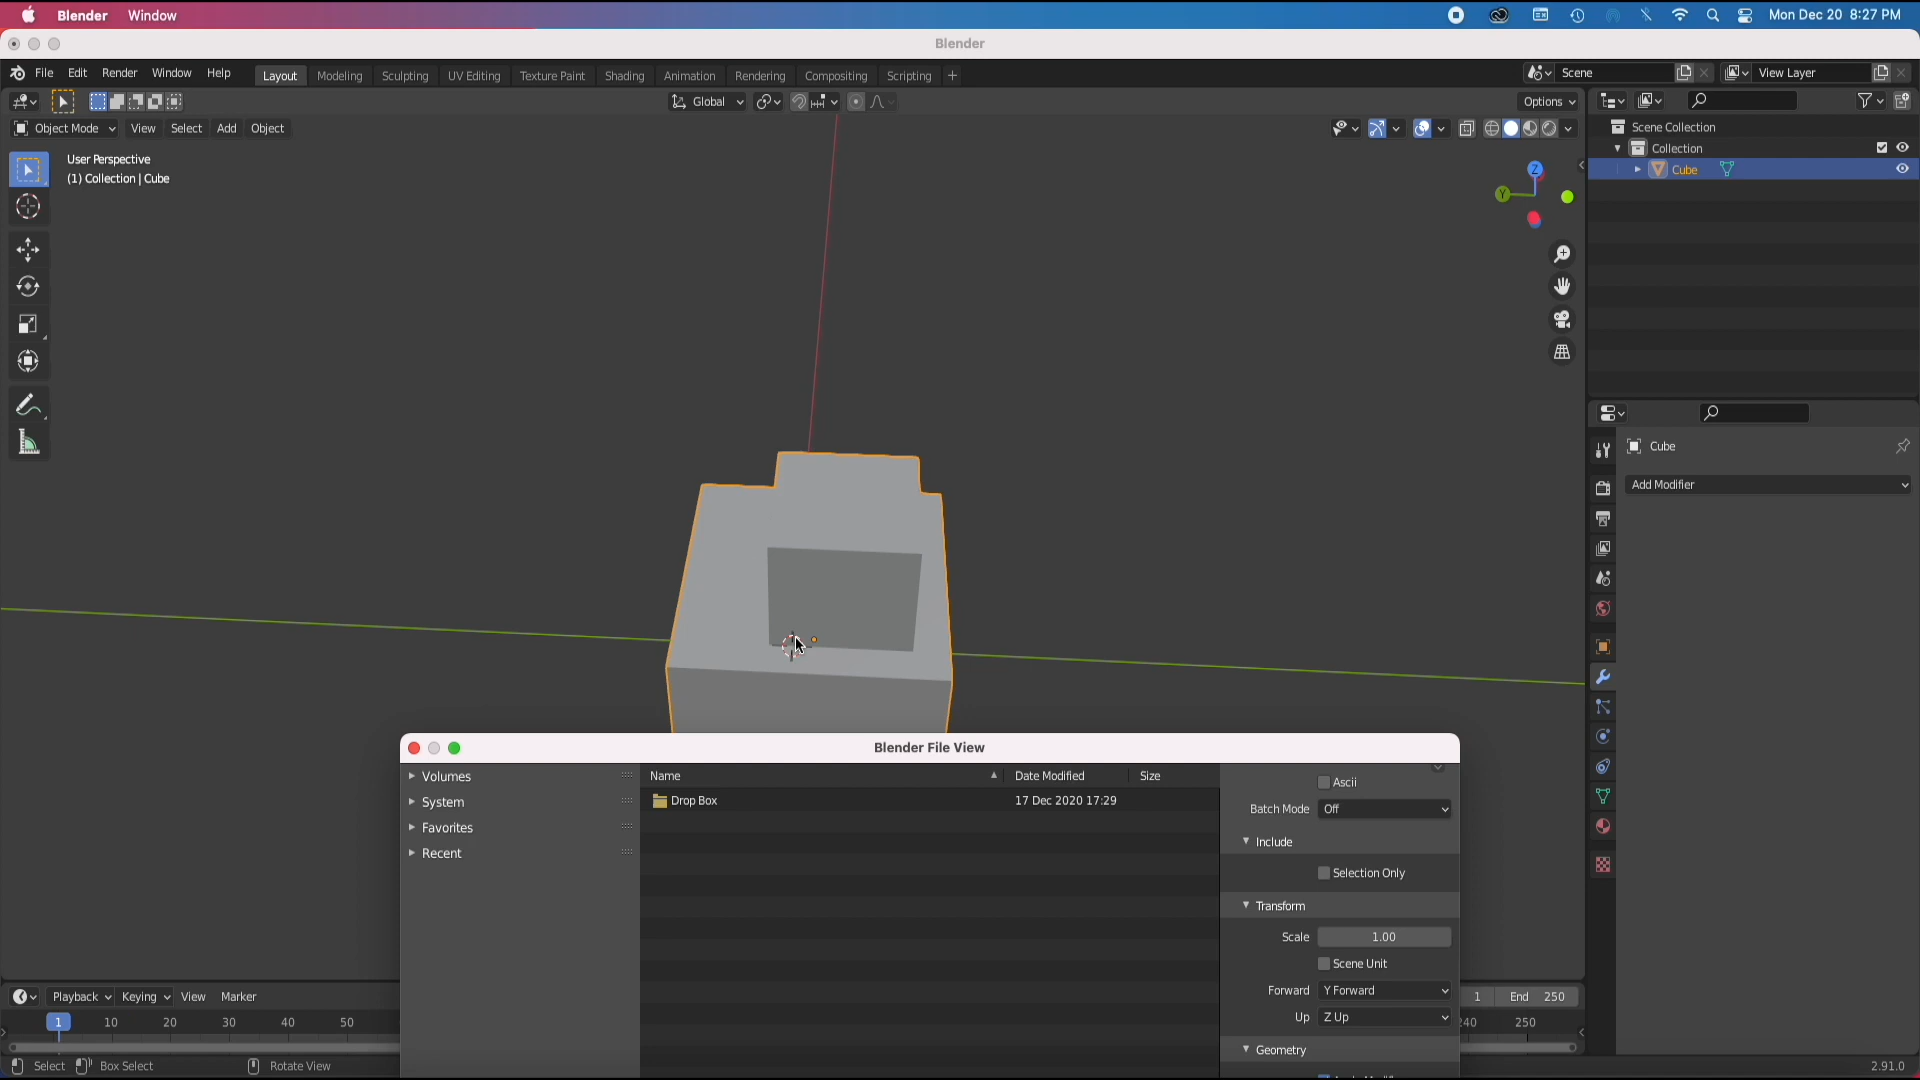 Blender Window Mon Dec 20 8:27 PM
Blender
File Edit Render Window Help Layout Modeling Sculpting UV Editing Texture Paint Shading Animation Rendering Compositing Scripting + Scene View Layer
Global Options
Object Mode View Select Add Object
User Perspective
(1) Collection | Cube
Z
Y
Scene Collection
Collection
Cube
Cube
Add Modifier
Blender File View
Volumes
System
Favorites
Recent
Name Date Modified Size
Drop Box 17 Dec 2020 17:29
Ascii
Batch Mode Off
Include
Selection Only
Transform
Scale 1.00
Scene Unit
Forward Y Forward
Up Z Up
Geometry
Playback Keying View Marker 1 End 250
1 10 20 30 40 50 240 250
Select Box Select Rotate View 2.91.0